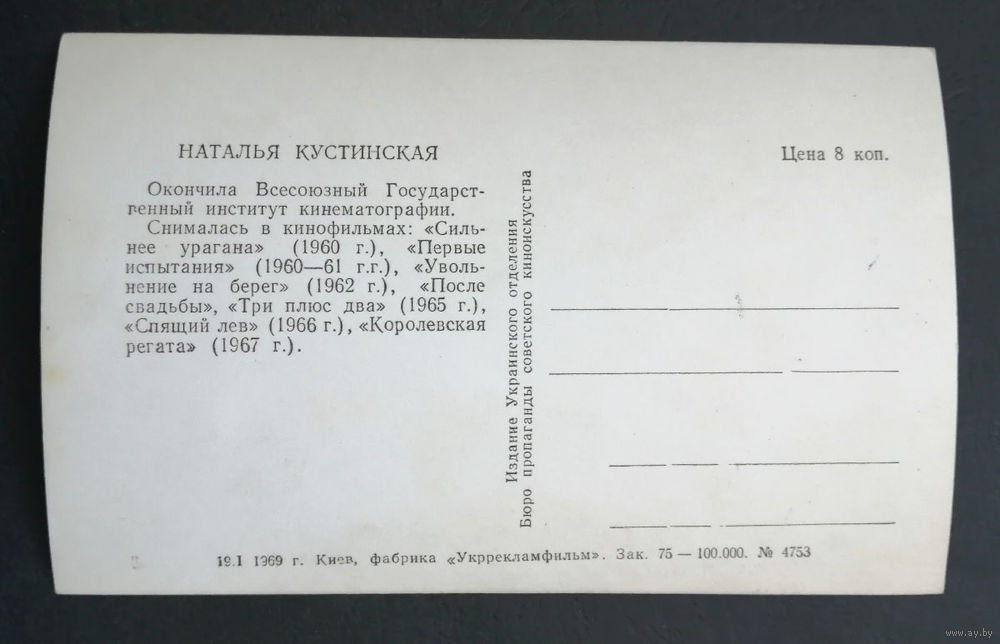 НАТАЛЬЯ КУСТИНСКАЯ
Окончила Всесоюзный Государст-
венный институт кинематографии.
Снималась в кинофильмах: «Силь-
нее урагана» (1960 г.), «Первые
испытания» (1960—61 г.г.), «Уволь-
нение на берег» (1962 г.), «После
свадьбы», «Три плюс два» (1965 г.),
«Спящий лев» (1966 г.), «Королевская
регата» (1967 г.).
Издание Украинского отделения
Бюро пропаганды советского киноискусства
Цена 8 коп.
19.I 1969 г. Киев, фабрика «Укррекламфильм». Зак. 75 — 100.000. № 4753
www.ay.by